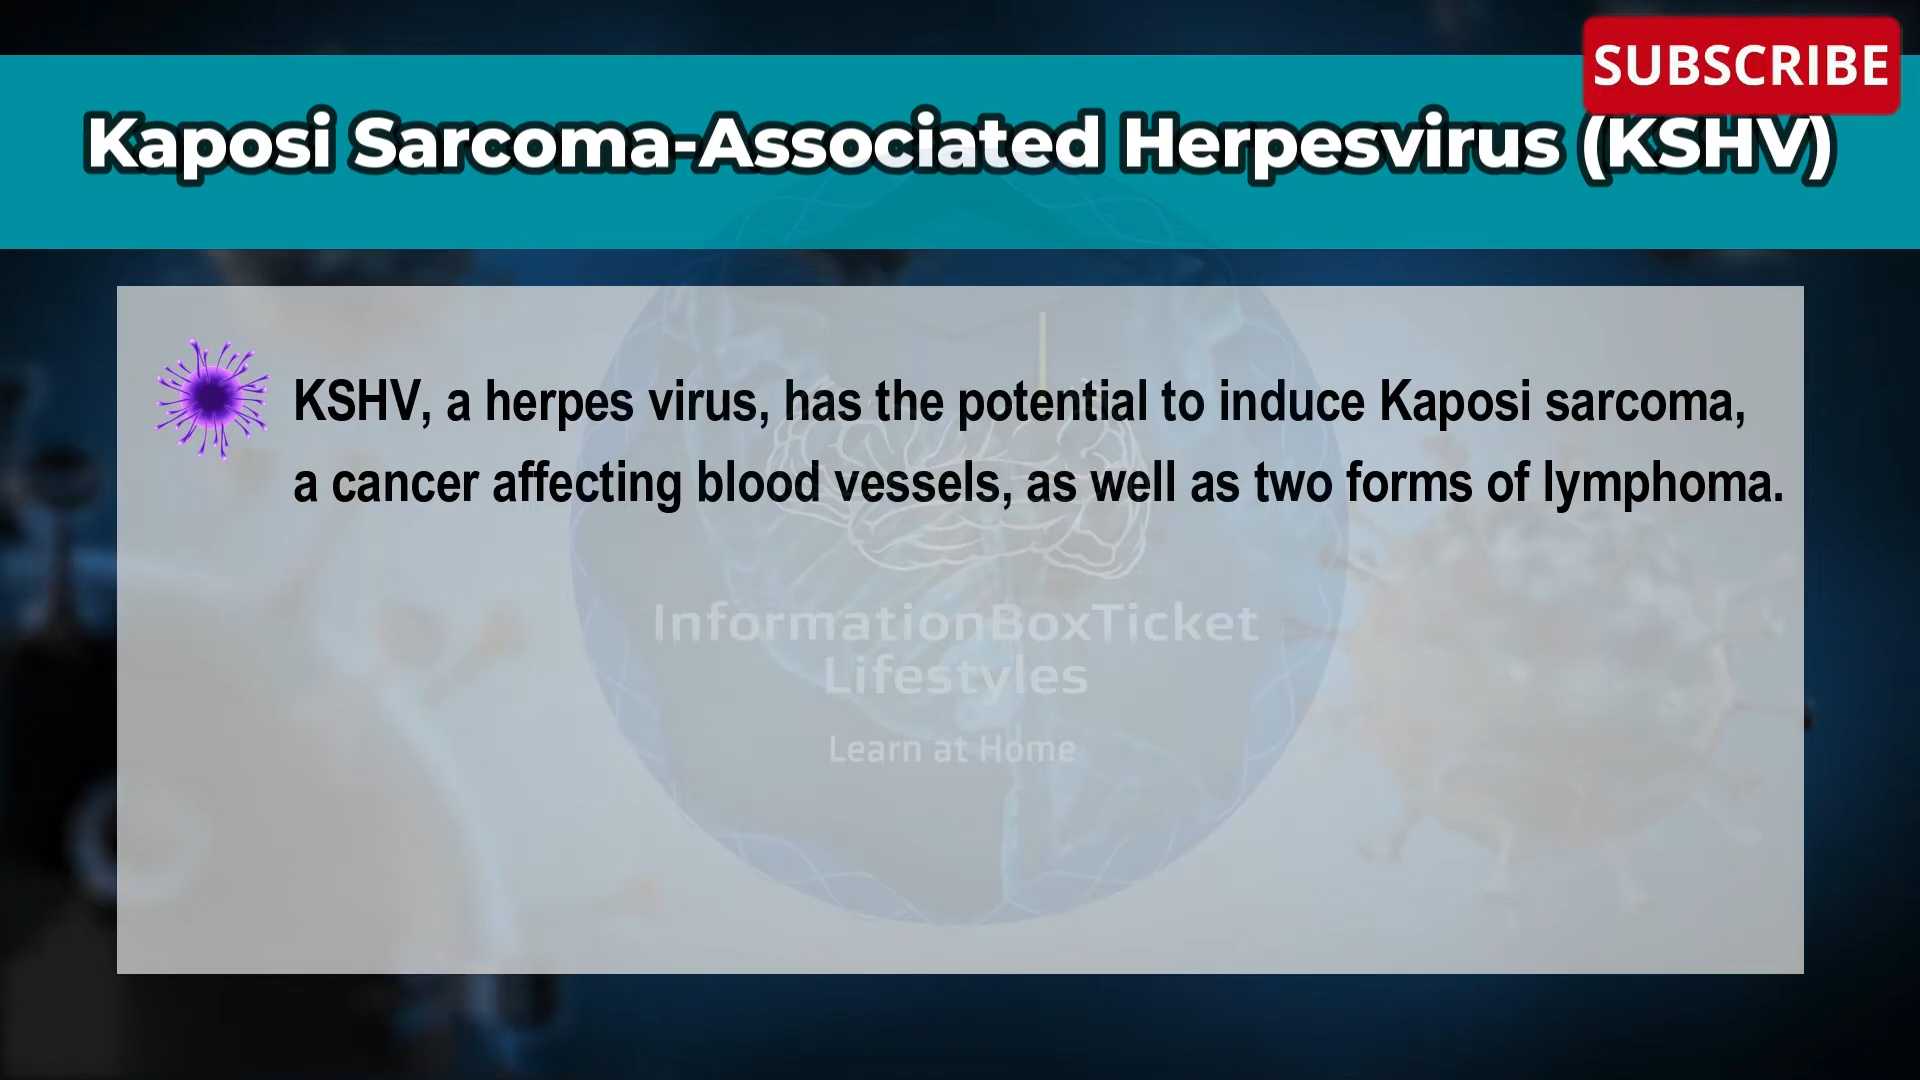 SUBSCRIBE
Kaposi Sarcoma-Associated Herpesvirus (KSHV)
KSHV, a herpes virus, has the potential to induce Kaposi sarcoma,
a cancer affecting blood vessels, as well as two forms of lymphoma.
InformationBoxTicket
Lifestyles
Learn at Home